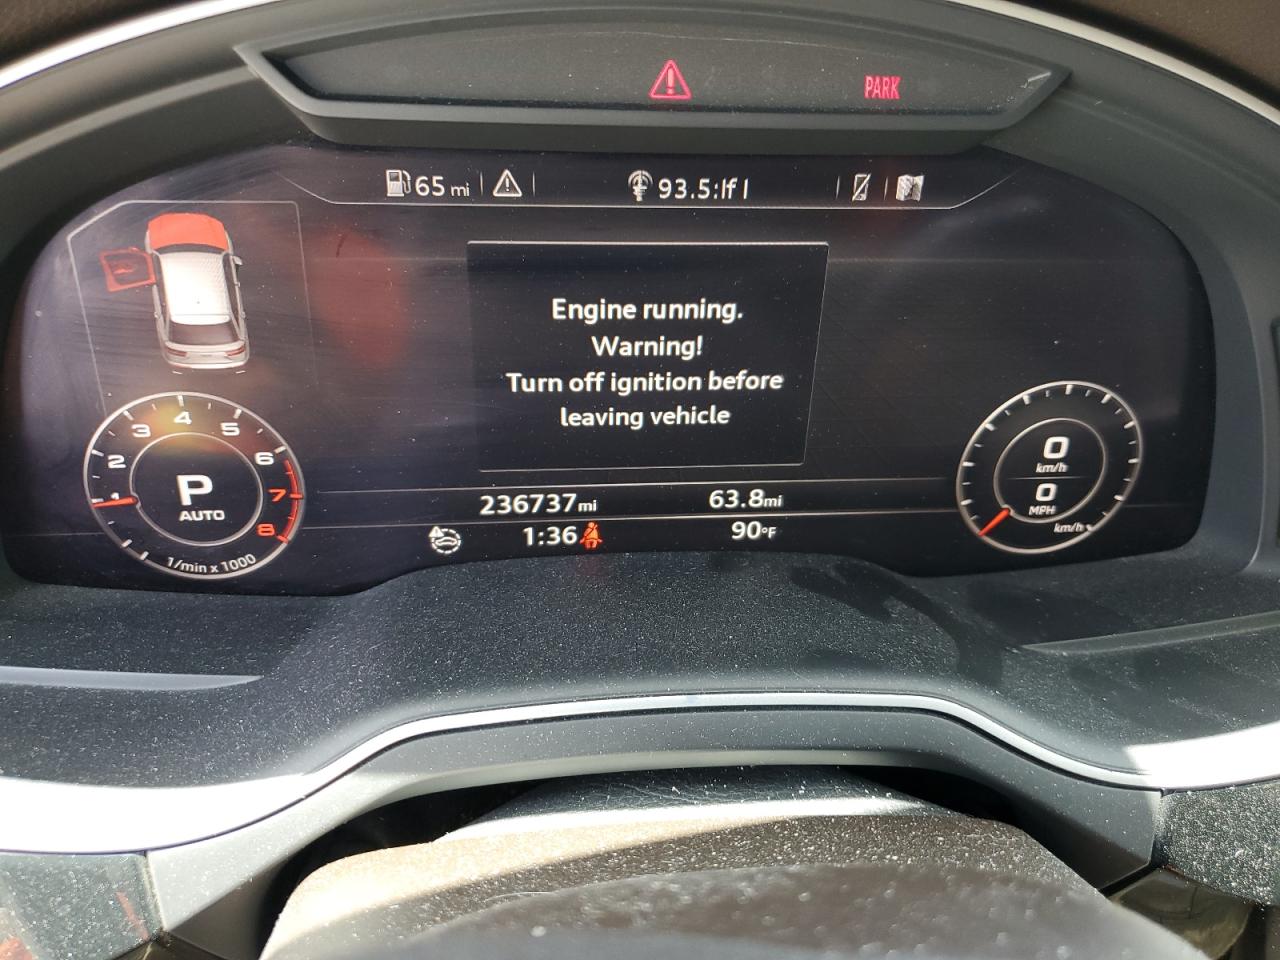 PARK
65 mi
93.5:lf l
Engine running.
Warning!
Turn off ignition before
leaving vehicle
1 2 3 4 5 6 7 8
P
AUTO
1/min x 1000
0
km/h
0
MPH
km/h
236737 mi
63.8 mi
1:36
90°F